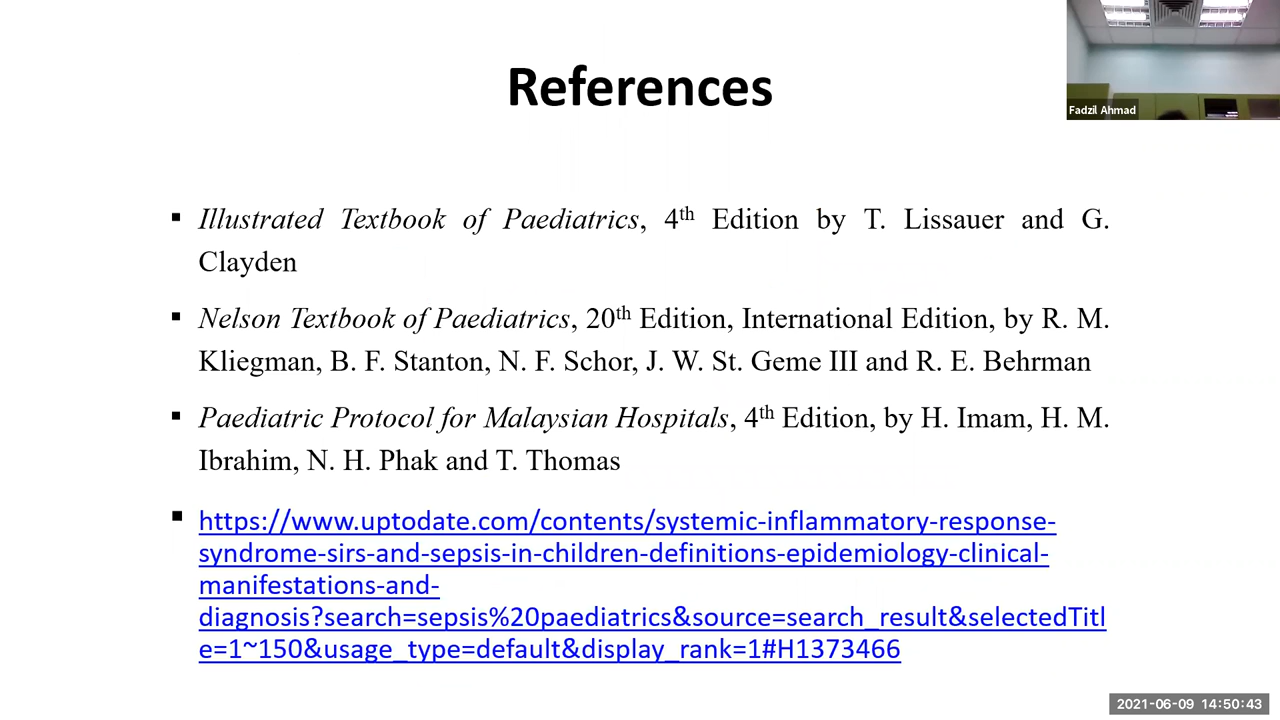 References
Fadzil Ahmad
▪ Illustrated Textbook of Paediatrics, 4th Edition by T. Lissauer and G.
Clayden
▪ Nelson Textbook of Paediatrics, 20th Edition, International Edition, by R. M.
Kliegman, B. F. Stanton, N. F. Schor, J. W. St. Geme III and R. E. Behrman
▪ Paediatric Protocol for Malaysian Hospitals, 4th Edition, by H. Imam, H. M.
Ibrahim, N. H. Phak and T. Thomas
▪ https://www.uptodate.com/contents/systemic-inflammatory-response-
syndrome-sirs-and-sepsis-in-children-definitions-epidemiology-clinical-
manifestations-and-
diagnosis?search=sepsis%20paediatrics&source=search_result&selectedTitl
e=1~150&usage_type=default&display_rank=1#H1373466
2021-06-09 14:50:43